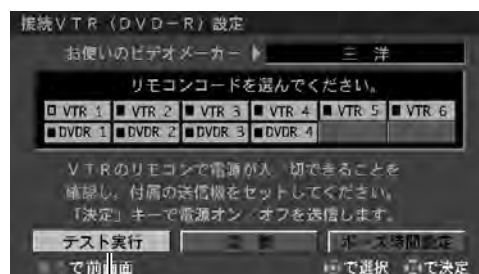 接続VTR(DVD-R)設定
お使いのビデオメーカー ▶ 三洋
リモコンコードを選んでください。
VTR 1 VTR 2 VTR 3 VTR 4 VTR 5 VTR 6
DVDR 1 DVDR 2 DVDR 3 DVDR 4
VTRのリモコンで電源が入 切できることを
確認し、付属の送信機をセットしてください。
「決定」キーで電源オン オフを送信します。
テスト実行 ポーズ時間設定
で前画面 で選択 で決定